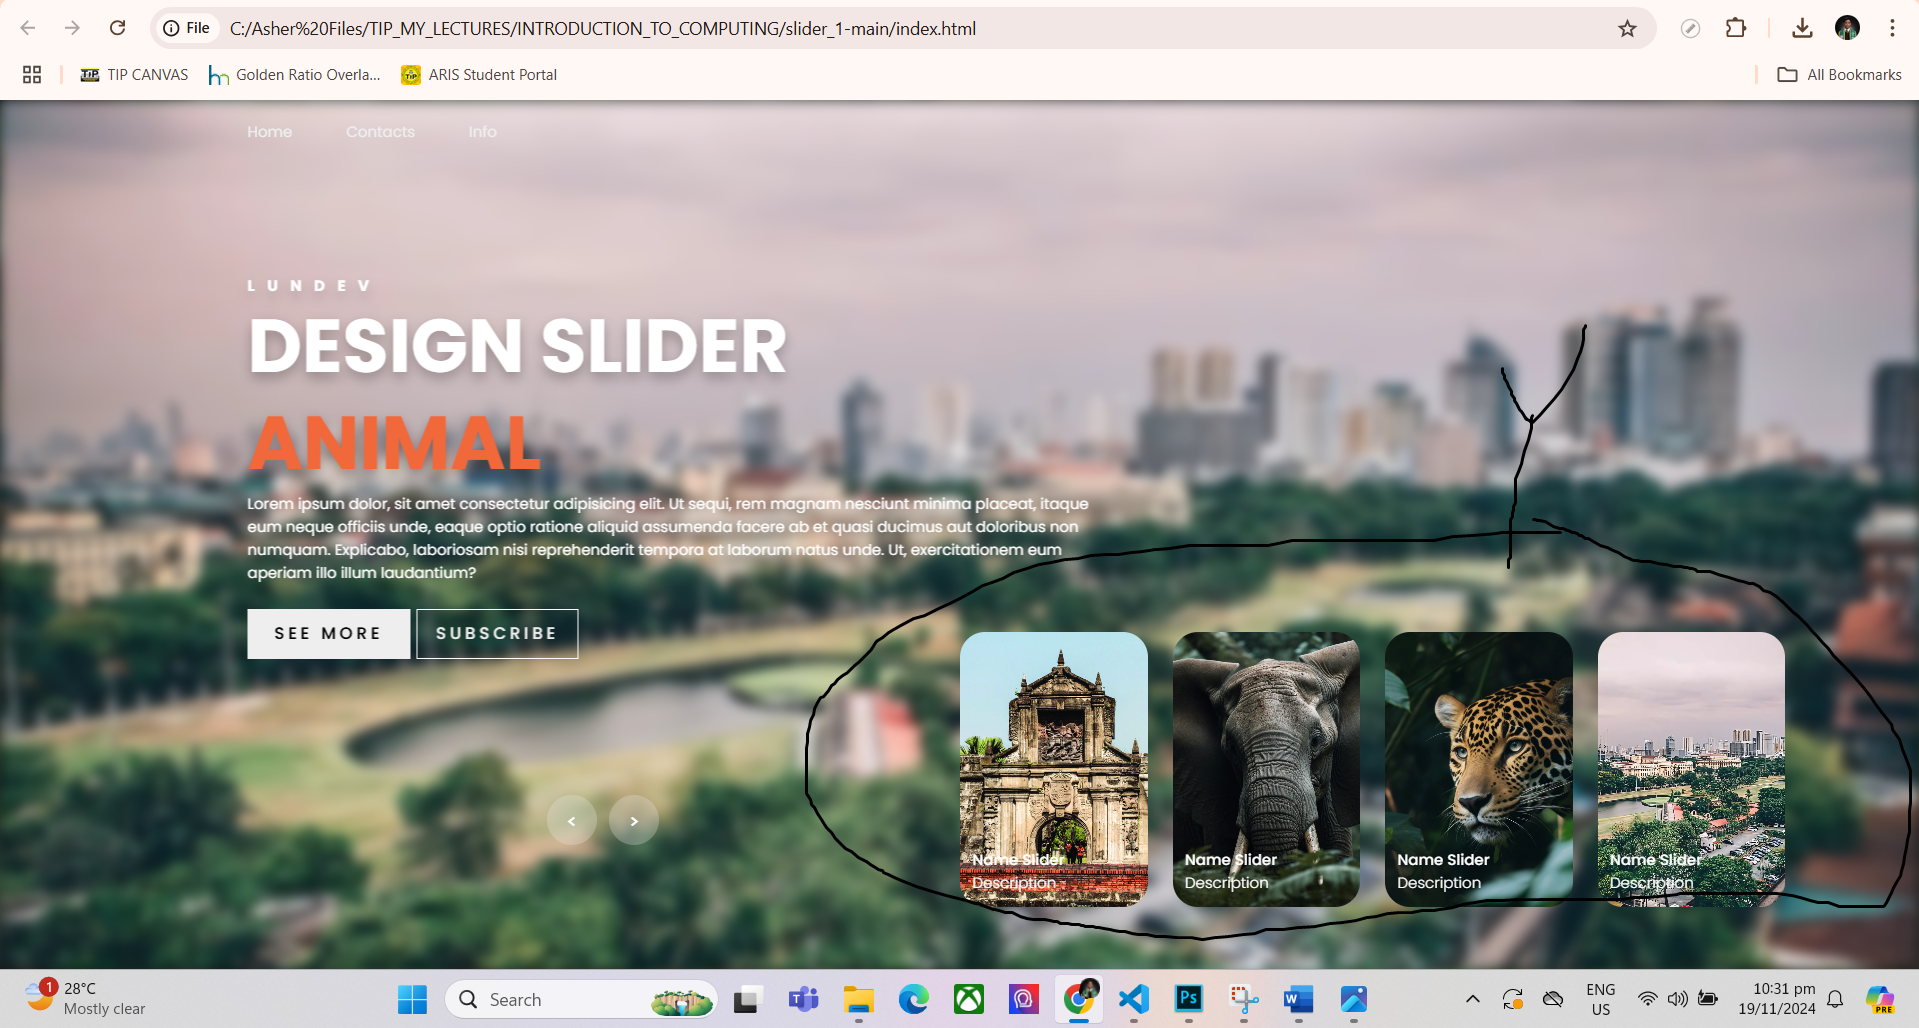 File
C:/Asher%20Files/TIP_MY_LECTURES/INTRODUCTION_TO_COMPUTING/slider_1-main/index.html
TIP CANVAS
Golden Ratio Overla...
ARIS Student Portal
All Bookmarks
Home
Contacts
Info
LUNDEV
DESIGN SLIDER
ANIMAL
Lorem ipsum dolor, sit amet consectetur adipisicing elit. Ut sequi, rem magnam nesciunt minima placeat, itaque
eum neque officiis unde, eaque optio ratione aliquid assumenda facere ab et quasi ducimus aut doloribus non
numquam. Explicabo, laboriosam nisi reprehenderit tempora at laborum natus unde. Ut, exercitationem eum
aperiam illo illum laudantium?
SEE MORE
SUBSCRIBE
<
>
Name Slider
Description
Name Slider
Description
Name Slider
Description
Name Slider
Description
1
28°C
Mostly clear
Search
ENG
US
10:31 pm
19/11/2024
PRE